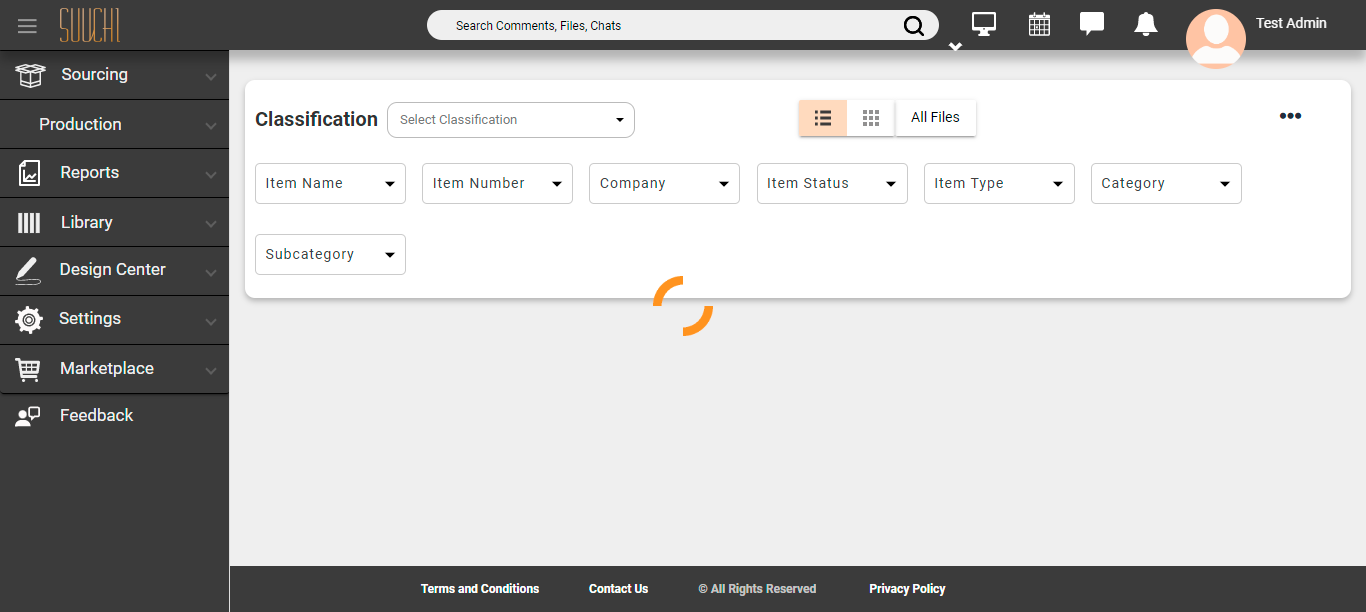 SUUCHI
Search Comments, Files, Chats
Test Admin
Sourcing
Production
Reports
Library
Design Center
Settings
Marketplace
Feedback
Classification
Select Classification
All Files
Item Name
Item Number
Company
Item Status
Item Type
Category
Subcategory
Terms and Conditions
Contact Us
© All Rights Reserved
Privacy Policy